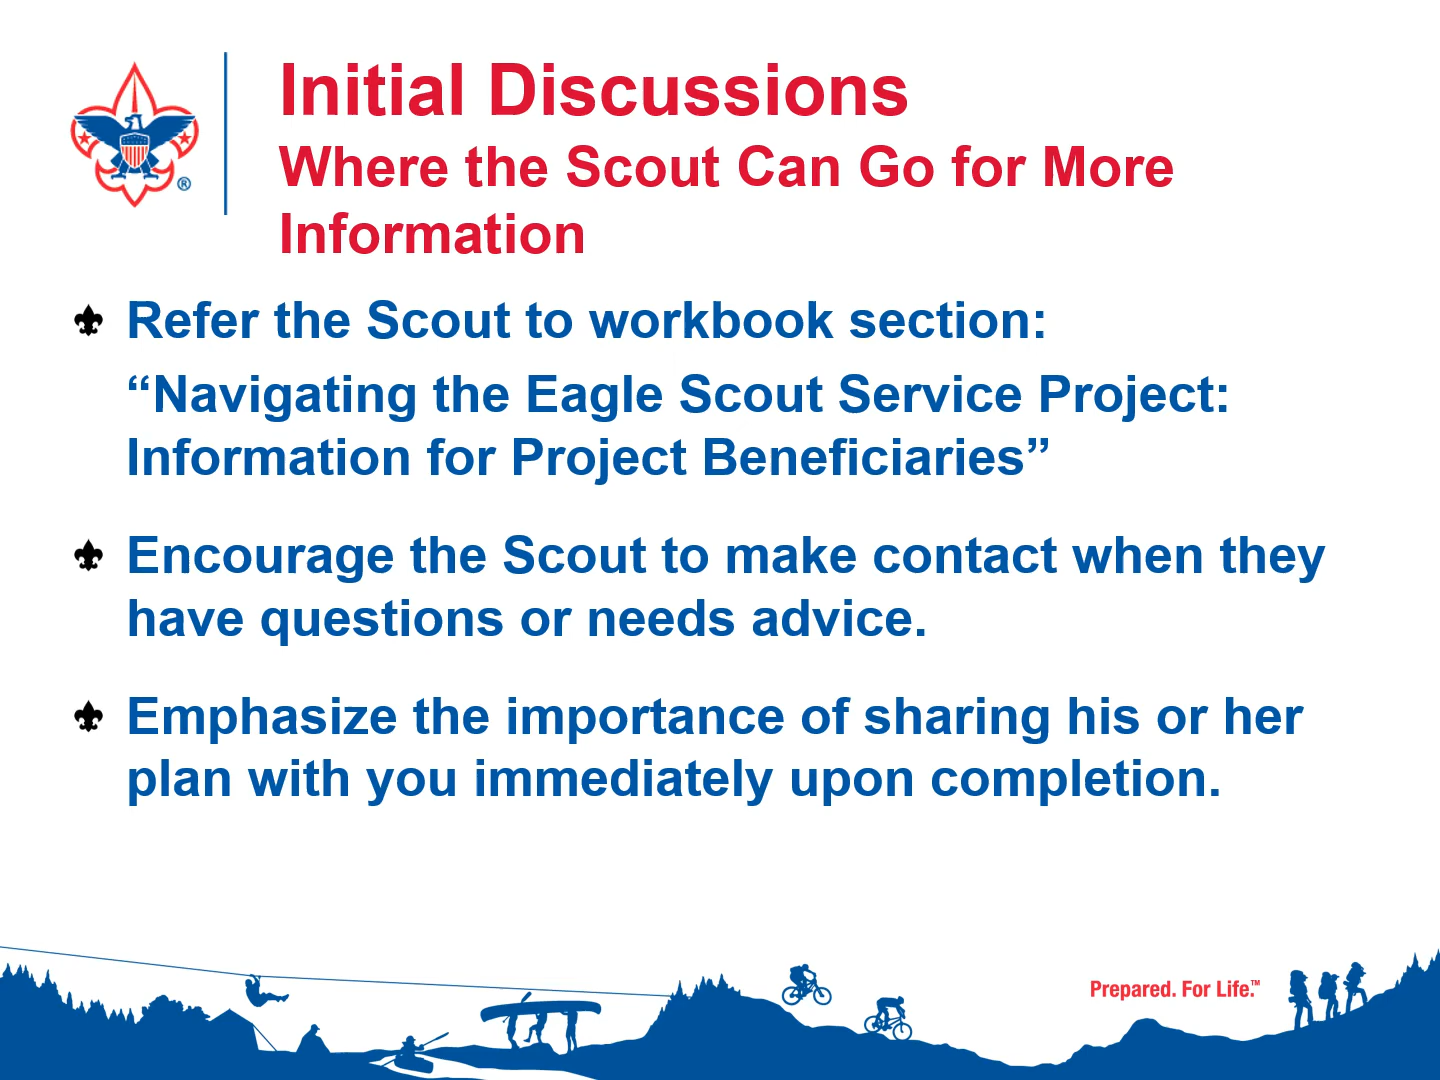 Initial Discussions
Where the Scout Can Go for More
Information
Refer the Scout to workbook section:
“Navigating the Eagle Scout Service Project:
Information for Project Beneficiaries”
Encourage the Scout to make contact when they
have questions or needs advice.
Emphasize the importance of sharing his or her
plan with you immediately upon completion.
Prepared. For Life.™
®